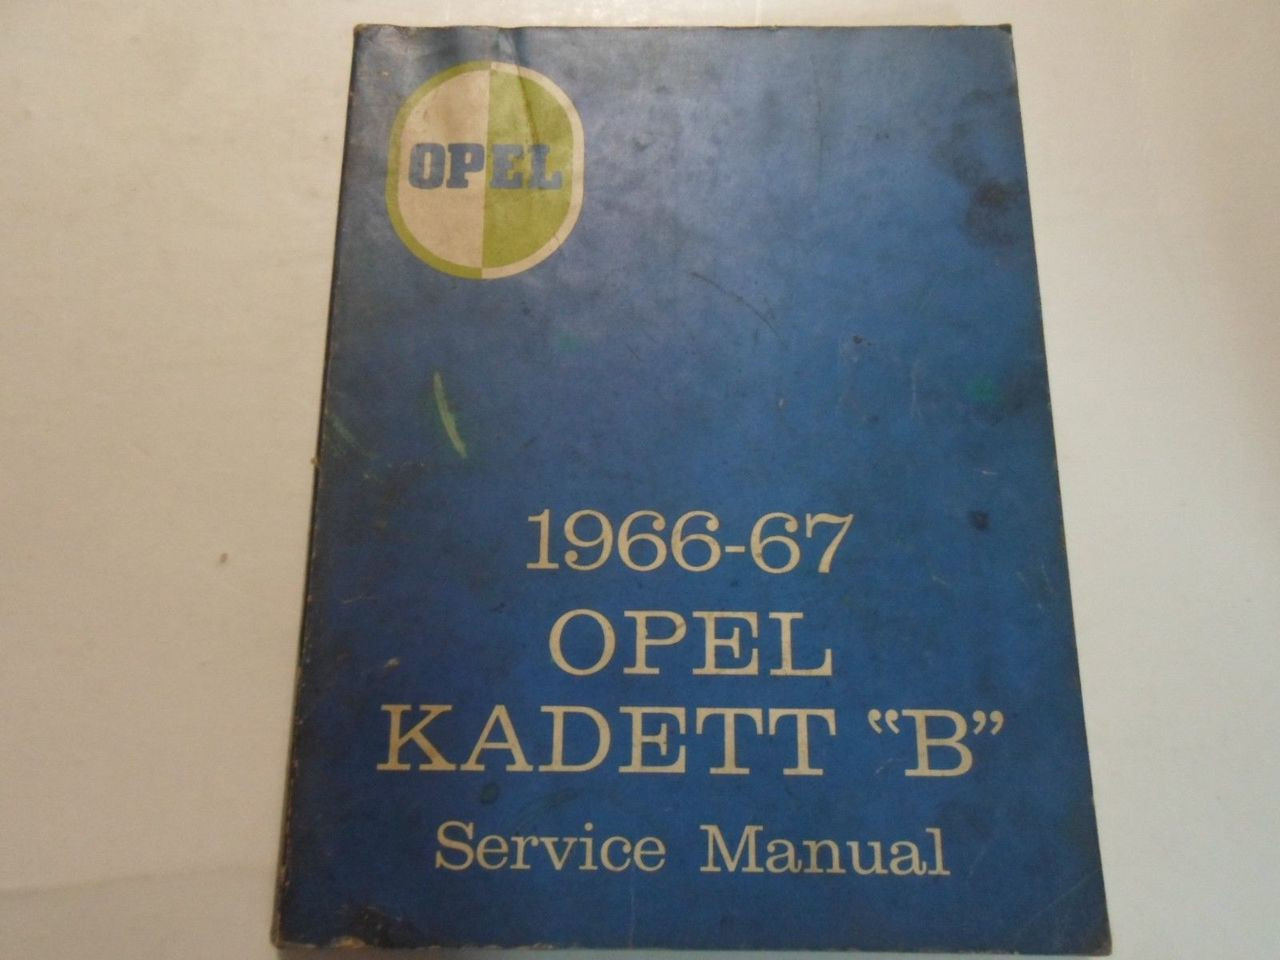 OPEL
1966-67
OPEL
KADETT “B”
Service Manual